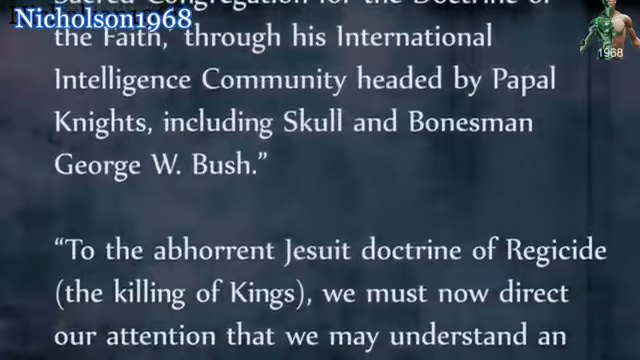 Nicholson1968
1968
Sacred Congregation for the Doctrine of
the Faith, through his International
Intelligence Community headed by Papal
Knights, including Skull and Bonesman
George W. Bush.”
“To the abhorrent Jesuit doctrine of Regicide
(the killing of Kings), we must now direct
our attention that we may understand an